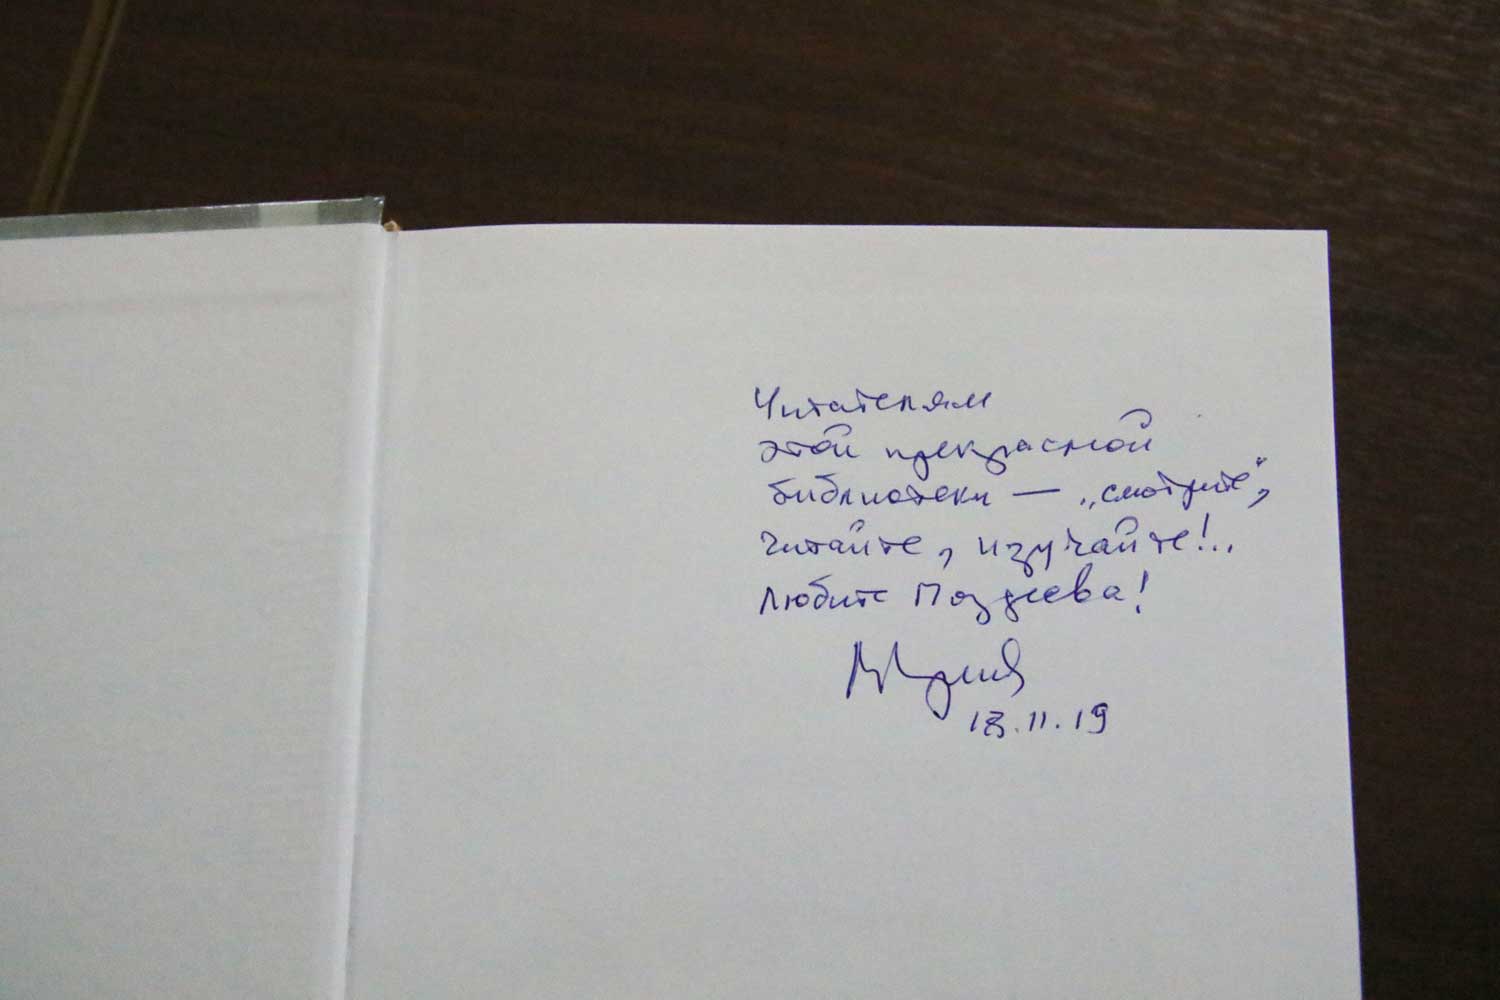 Читателям
этой прекрасной
библиотеки — „смотрите“,
читайте, изучайте!..
Любите Поздеева!
18.11.19